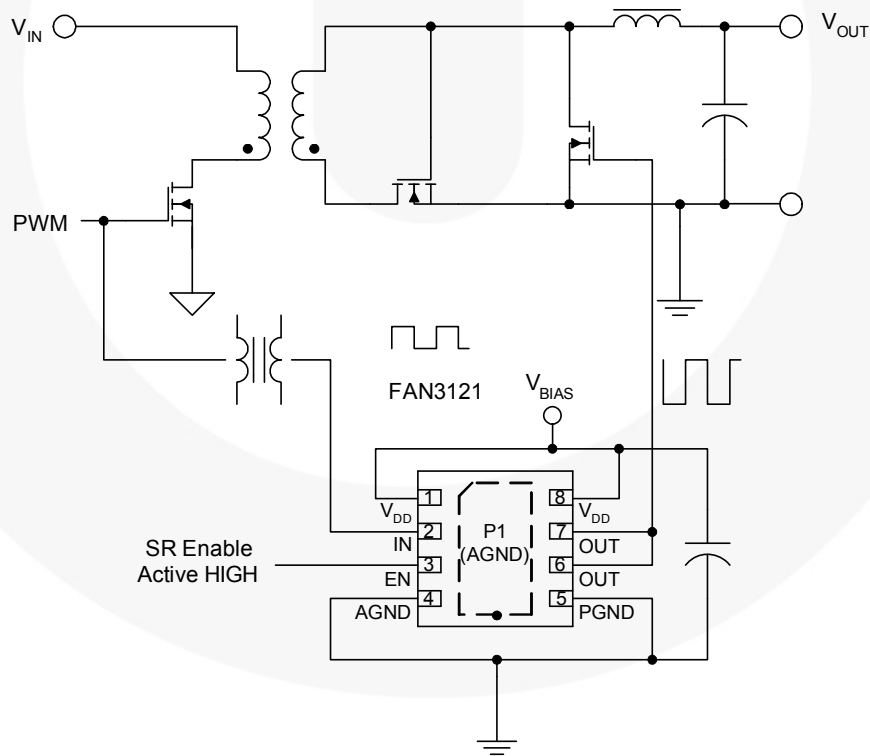 VIN
VOUT
PWM
FAN3121
VBIAS
1
8
VDD
P1
VDD
2
7
IN
(AGND)
OUT
SR Enable
Active HIGH
3
6
EN
OUT
4
5
AGND
PGND